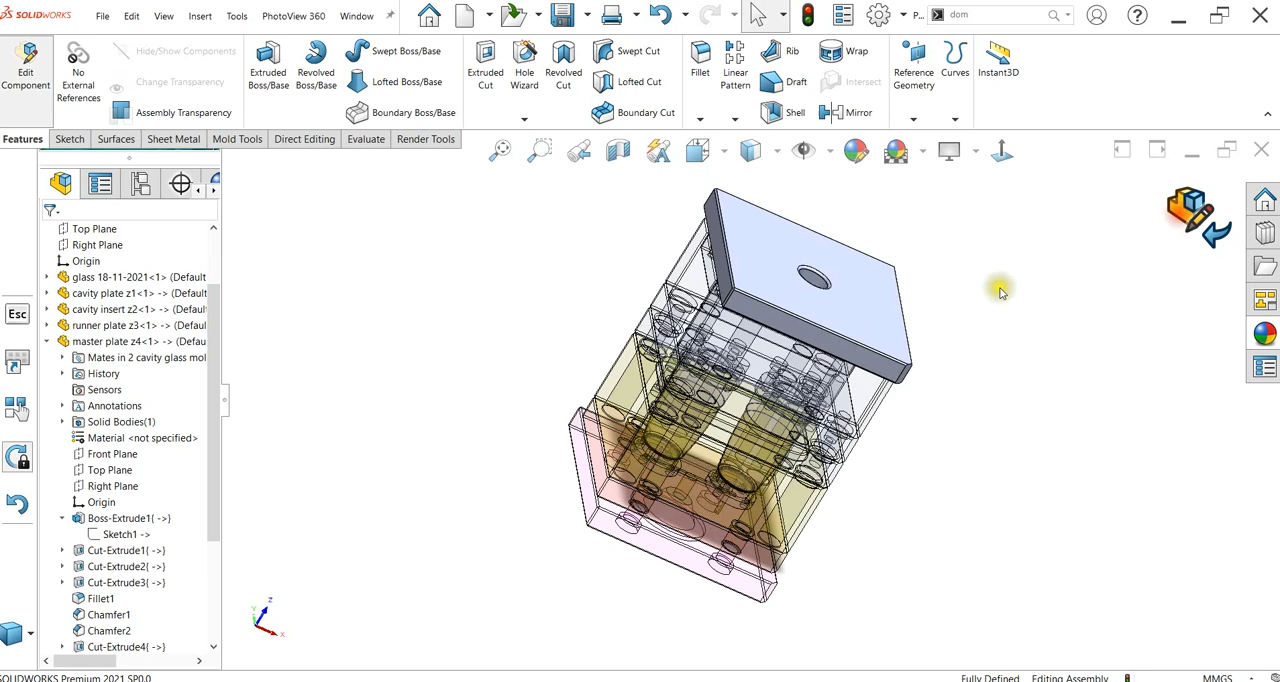 SOLIDWORKS File Edit View Insert Tools PhotoView 360 Window P... dom
Edit Component
No External References
Hide/Show Components
Change Transparency
Assembly Transparency
Extruded Boss/Base
Revolved Boss/Base
Swept Boss/Base
Lofted Boss/Base
Boundary Boss/Base
Extruded Cut
Hole Wizard
Revolved Cut
Swept Cut
Lofted Cut
Boundary Cut
Fillet
Linear Pattern
Rib
Draft
Shell
Wrap
Intersect
Mirror
Reference Geometry
Curves
Instant3D
Features Sketch Surfaces Sheet Metal Mold Tools Direct Editing Evaluate Render Tools
Top Plane
Right Plane
Origin
glass 18-11-2021<1> (Default
cavity plate z1<1> -> (Defau
cavity insert z2<1> -> (Defau
runner plate z3<1> -> (Defau
master plate z4<1> -> (Defau
Mates in 2 cavity glass mol
History
Sensors
Annotations
Solid Bodies(1)
Material <not specified>
Front Plane
Top Plane
Right Plane
Origin
Boss-Extrude1{ ->}
Sketch1 ->
Cut-Extrude1{ ->}
Cut-Extrude2{ ->}
Cut-Extrude3{ ->}
Fillet1
Chamfer1
Chamfer2
Cut-Extrude4{ ->}
Esc
Z
Y
X
SOLIDWORKS Premium 2021 SP0.0 Fully Defined Editing Assembly MMGS